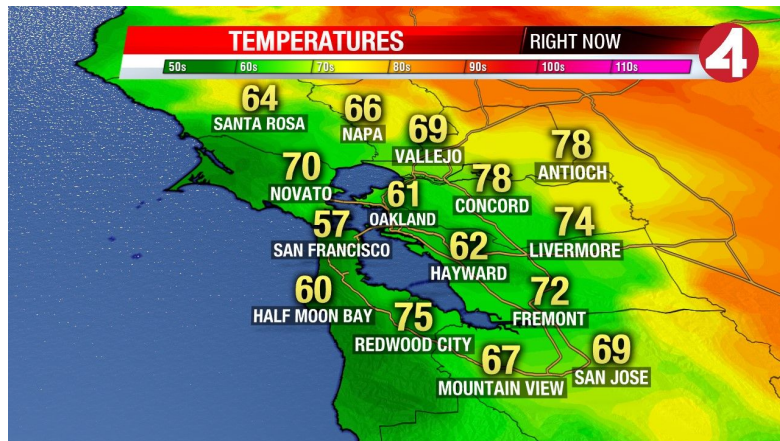 TEMPERATURES
RIGHT NOW
4
50s 60s 70s 80s 90s 100s 110s
64
SANTA ROSA
66
NAPA
69
VALLEJO
78
ANTIOCH
70
NOVATO
61
OAKLAND
78
CONCORD
57
SAN FRANCISCO
62
HAYWARD
74
LIVERMORE
60
HALF MOON BAY
75
REDWOOD CITY
72
FREMONT
67
MOUNTAIN VIEW
69
SAN JOSE